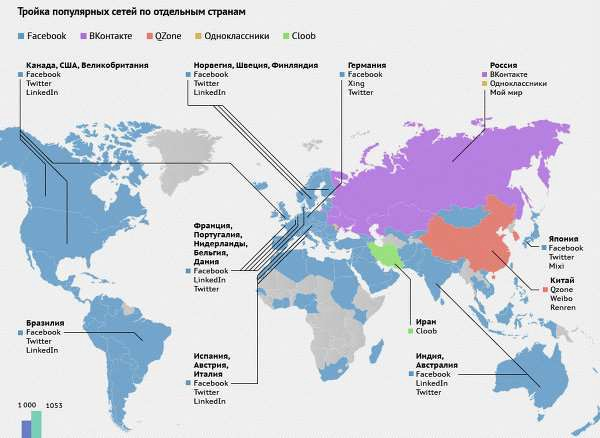 Тройка популярных сетей по отдельным странам
Facebook ВКонтакте QZone Одноклассники Cloob
Канада, США, Великобритания
Facebook
Twitter
LinkedIn
Норвегия, Швеция, Финляндия
Facebook
Twitter
LinkedIn
Германия
Facebook
Xing
Twitter
Россия
ВКонтакте
Одноклассники
Мой мир
Франция,
Португалия,
Нидерланды,
Бельгия,
Дания
Facebook
LinkedIn
Twitter
Япония
Facebook
Twitter
Mixi
Китай
Qzone
Weibo
Renren
Бразилия
Facebook
Twitter
LinkedIn
Иран
Cloob
Испания,
Австрия,
Италия
Facebook
Twitter
LinkedIn
Индия,
Австралия
Facebook
LinkedIn
Twitter
1 000 1053